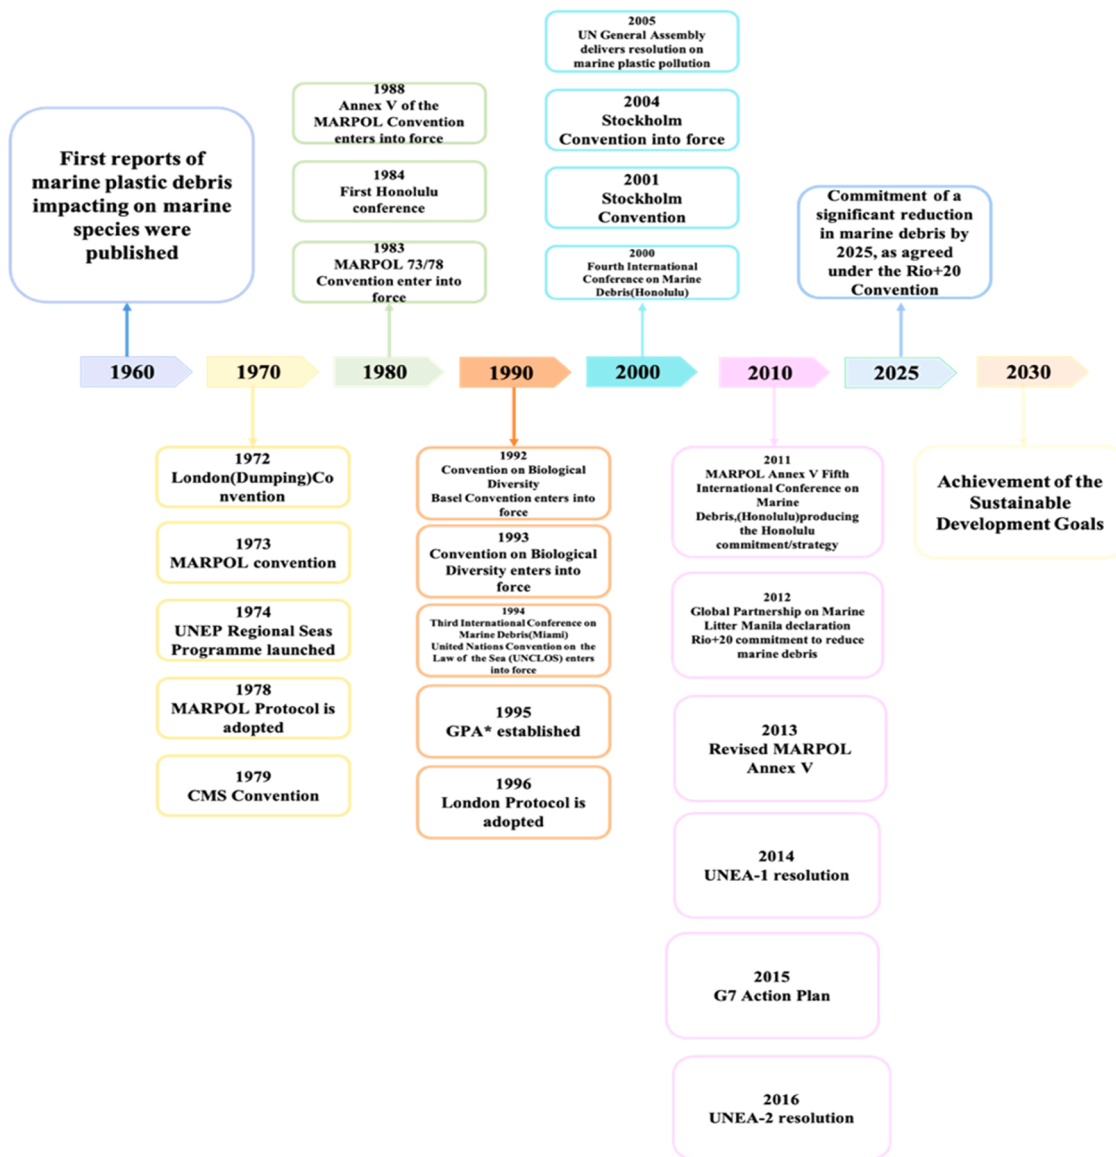 2005
UN General Assembly
delivers resolution on
marine plastic pollution
1988
Annex V of the
MARPOL Convention
enters into force
2004
Stockholm
Convention into force
First reports of
marine plastic debris
impacting on marine
species were
published
1984
First Honolulu
conference
2001
Stockholm
Convention
Commitment of a
significant reduction
in marine debris by
2025, as agreed
under the Rio+20
Convention
1983
MARPOL 73/78
Convention enter into
force
2000
Fourth International
Conference on Marine
Debris(Honolulu)
1960
1970
1980
1990
2000
2010
2025
2030
1972
London(Dumping)Co
nvention
1973
MARPOL convention
1974
UNEP Regional Seas
Programme launched
1978
MARPOL Protocol is
adopted
1979
CMS Convention
1992
Convention on Biological
Diversity
Basel Convention enters into
force
1993
Convention on Biological
Diversity enters into
force
1994
Third International Conference on
Marine Debris(Miami)
United Nations Convention on the
Law of the Sea (UNCLOS) enters
into force
1995
GPA* established
1996
London Protocol is
adopted
2011
MARPOL Annex V Fifth
International Conference on
Marine
Debris,(Honolulu)producing
the Honolulu
commitment/strategy
2012
Global Partnership on Marine
Litter Manila declaration
Rio+20 commitment to reduce
marine debris
2013
Revised MARPOL
Annex V
2014
UNEA-1 resolution
2015
G7 Action Plan
2016
UNEA-2 resolution
Achievement of the
Sustainable
Development Goals